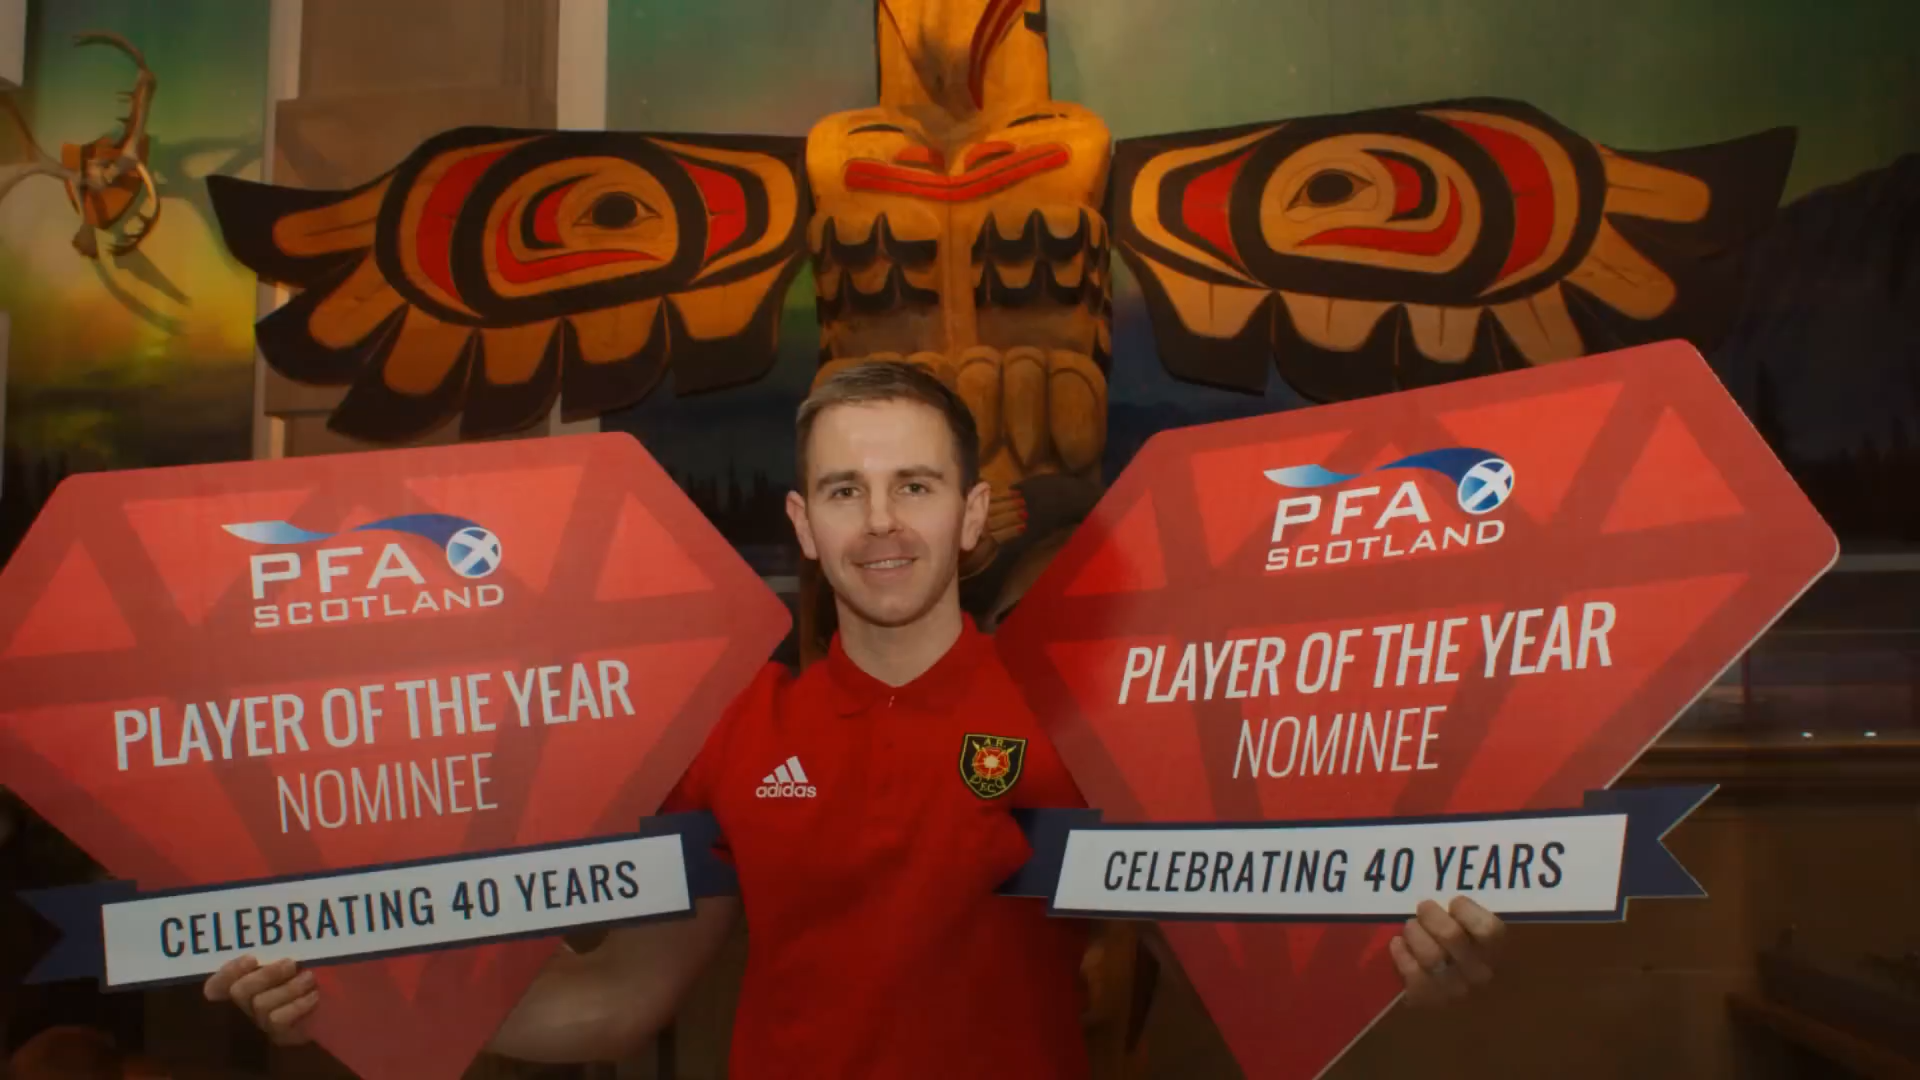 PFA
SCOTLAND
PLAYER OF THE YEAR
NOMINEE
CELEBRATING 40 YEARS
adidas
A.R.
F.C.
PFA
SCOTLAND
PLAYER OF THE YEAR
NOMINEE
CELEBRATING 40 YEARS